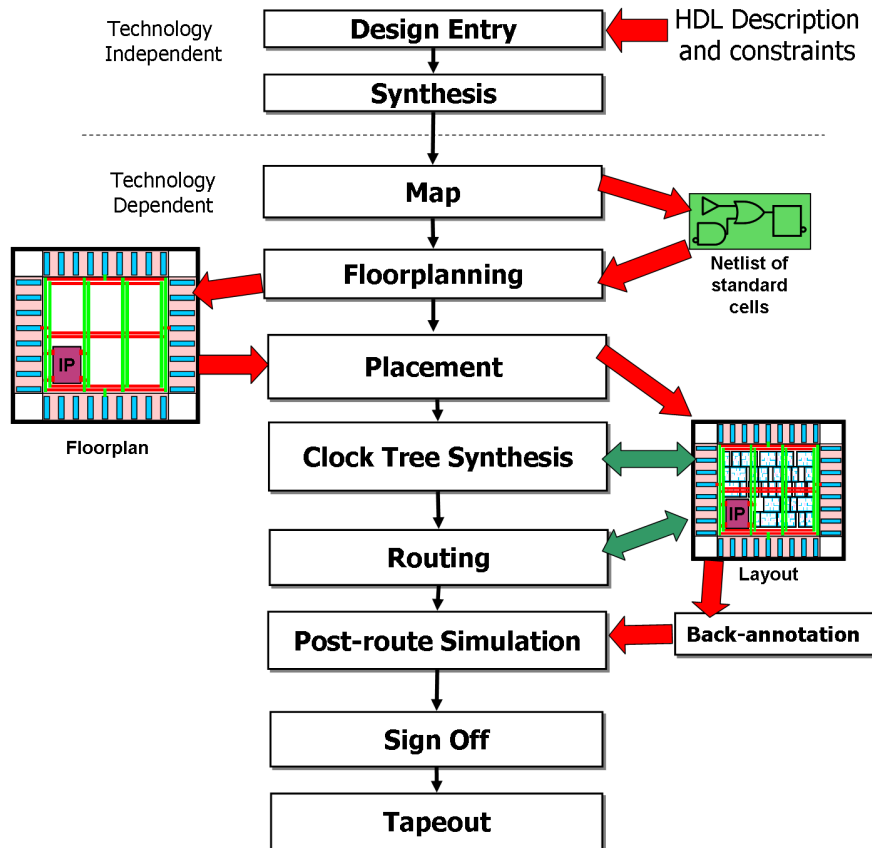 Technology
Independent
Design Entry
HDL Description
and constraints
Synthesis
Technology
Dependent
Map
Netlist of
standard
cells
Floorplanning
IP
Floorplan
Placement
Clock Tree Synthesis
IP
Layout
Routing
Back-annotation
Post-route Simulation
Sign Off
Tapeout